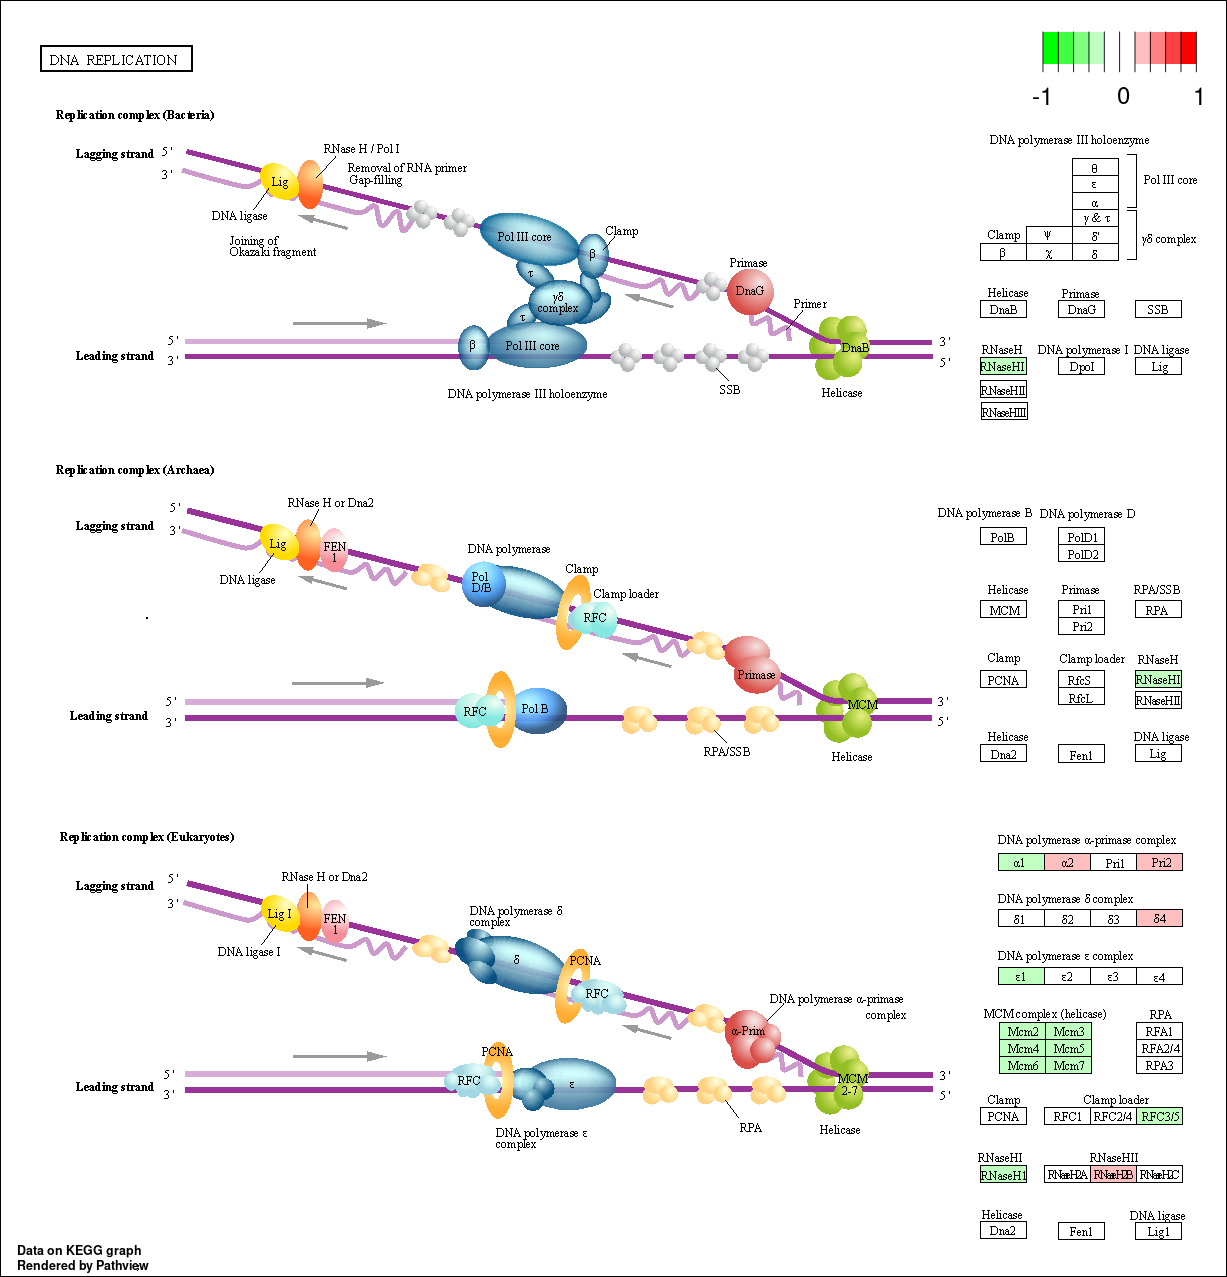 DNA REPLICATION
-1 0 1
Replication complex (Bacteria)
Lagging strand
5'
3'
RNase H / Pol I
Removal of RNA primer
Gap-filling
Lig
DNA ligase
Joining of
Okazaki fragment
Pol III core
Clamp
β
τ
γδ
complex
τ
Primase
DnaG
Primer
Leading strand
5'
3'
β
Pol III core
DnaB
3'
5'
SSB
Helicase
DNA polymerase III holoenzyme
DNA polymerase III holoenzyme
θ
ε
α
Pol III core
γ & τ
Clamp
ψ
δ'
γδ complex
β
χ
δ
Helicase
Primase
DnaB
DnaG
SSB
RNaseH
DNA polymerase I
DNA ligase
RNaseHI
DpoI
Lig
RNaseHII
RNaseHIII
Replication complex (Archaea)
Lagging strand
5'
3'
RNase H or Dna2
Lig
FEN
1
DNA ligase
DNA polymerase
Pol
D/B
Clamp
Clamp loader
RFC
Primase
Leading strand
5'
3'
RFC
Pol B
MCM
3'
5'
RPA/SSB
Helicase
DNA polymerase B
DNA polymerase D
PolB
PolD1
PolD2
Helicase
Primase
RPA/SSB
MCM
Pri1
RPA
Pri2
Clamp
Clamp loader
RNaseH
PCNA
RfcS
RNaseHI
RfcL
RNaseHII
Helicase
DNA ligase
Dna2
Fen1
Lig
Replication complex (Eukaryotes)
Lagging strand
5'
3'
RNase H or Dna2
Lig I
FEN
1
DNA ligase I
DNA polymerase δ
complex
δ
PCNA
RFC
DNA polymerase α-primase
complex
α-Prim
Leading strand
5'
3'
PCNA
RFC
ε
MCM
2-7
3'
5'
DNA polymerase ε
complex
RPA
Helicase
DNA polymerase α-primase complex
α1
α2
Pri1
Pri2
DNA polymerase δ complex
δ1
δ2
δ3
δ4
DNA polymerase ε complex
ε1
ε2
ε3
ε4
MCM complex (helicase)
RPA
Mcm2
Mcm3
RFA1
Mcm4
Mcm5
RFA2/4
Mcm6
Mcm7
RPA3
Clamp
Clamp loader
PCNA
RFC1
RFC2/4
RFC3/5
RNaseHI
RNaseHII
RNaseH1
RNaseH2A
RNaseH2B
RNaseH2C
Helicase
DNA ligase
Dna2
Fen1
Lig1
Data on KEGG graph
Rendered by Pathview